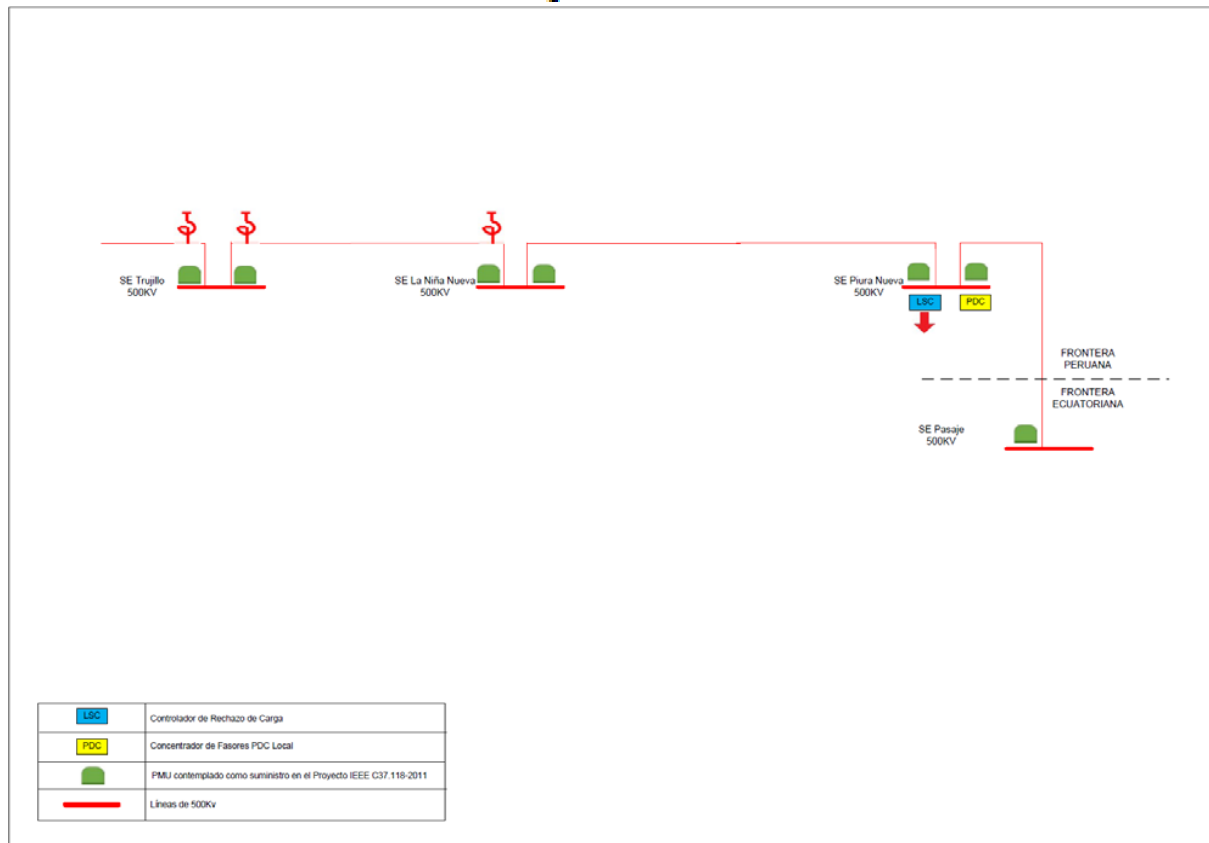 SE Trujillo
500KV
SE La Niña Nueva
500KV
SE Piura Nueva
500KV
LSC
PDC
FRONTERA
PERUANA
FRONTERA
ECUATORIANA
SE Pasaje
500KV
LSC
Controlador de Rechazo de Carga
PDC
Concentrador de Fasores PDC Local
PMU contemplado como suministro en el Proyecto IEEE C37.118-2011
Líneas de 500Kv